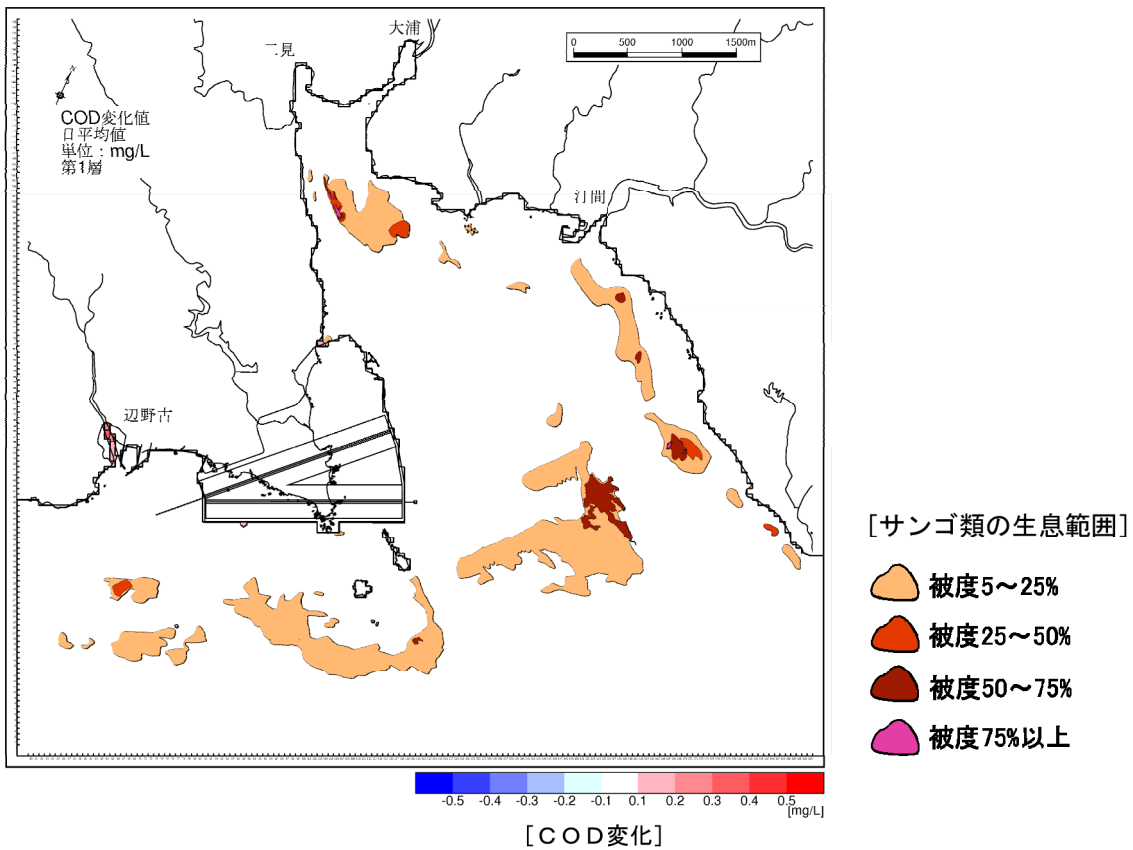 大浦
二見
0 500 1000 1500m
COD変化値
日平均値
単位：mg/L
第1層
汀間
辺野古
[サンゴ類の生息範囲]
被度5～25%
被度25～50%
被度50～75%
被度75%以上
-0.5 -0.4 -0.3 -0.2 -0.1 0.1 0.2 0.3 0.4 0.5
[mg/L]
[ＣＯＤ変化]